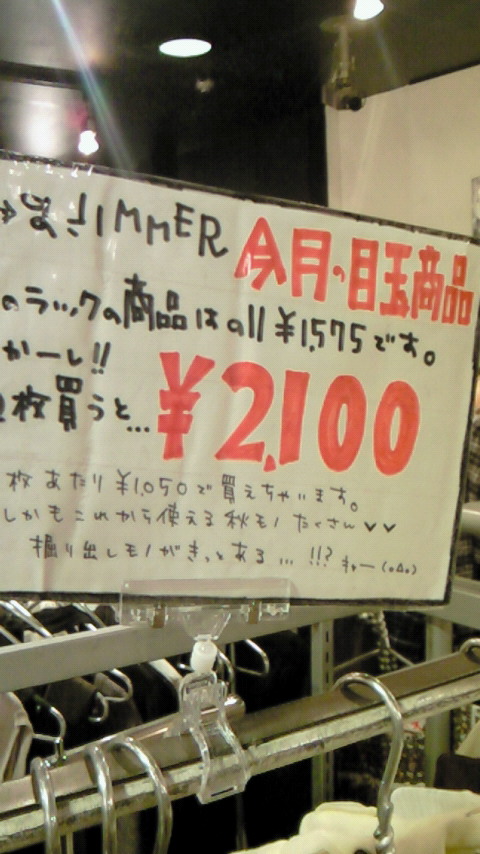 今月の目玉商品
のラックの商品はall ¥1,575です。
かーし!!
枚買うと... ¥2,100
枚あたり¥1,050で買えちゃいます。
しかもこれから使える秋モノたくさん♥♥
掘り出しモノがきっとある...!!? キャー(。Δ。)